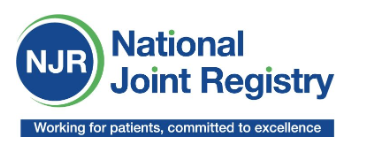 NJR
National
Joint Registry
Working for patients, committed to excellence